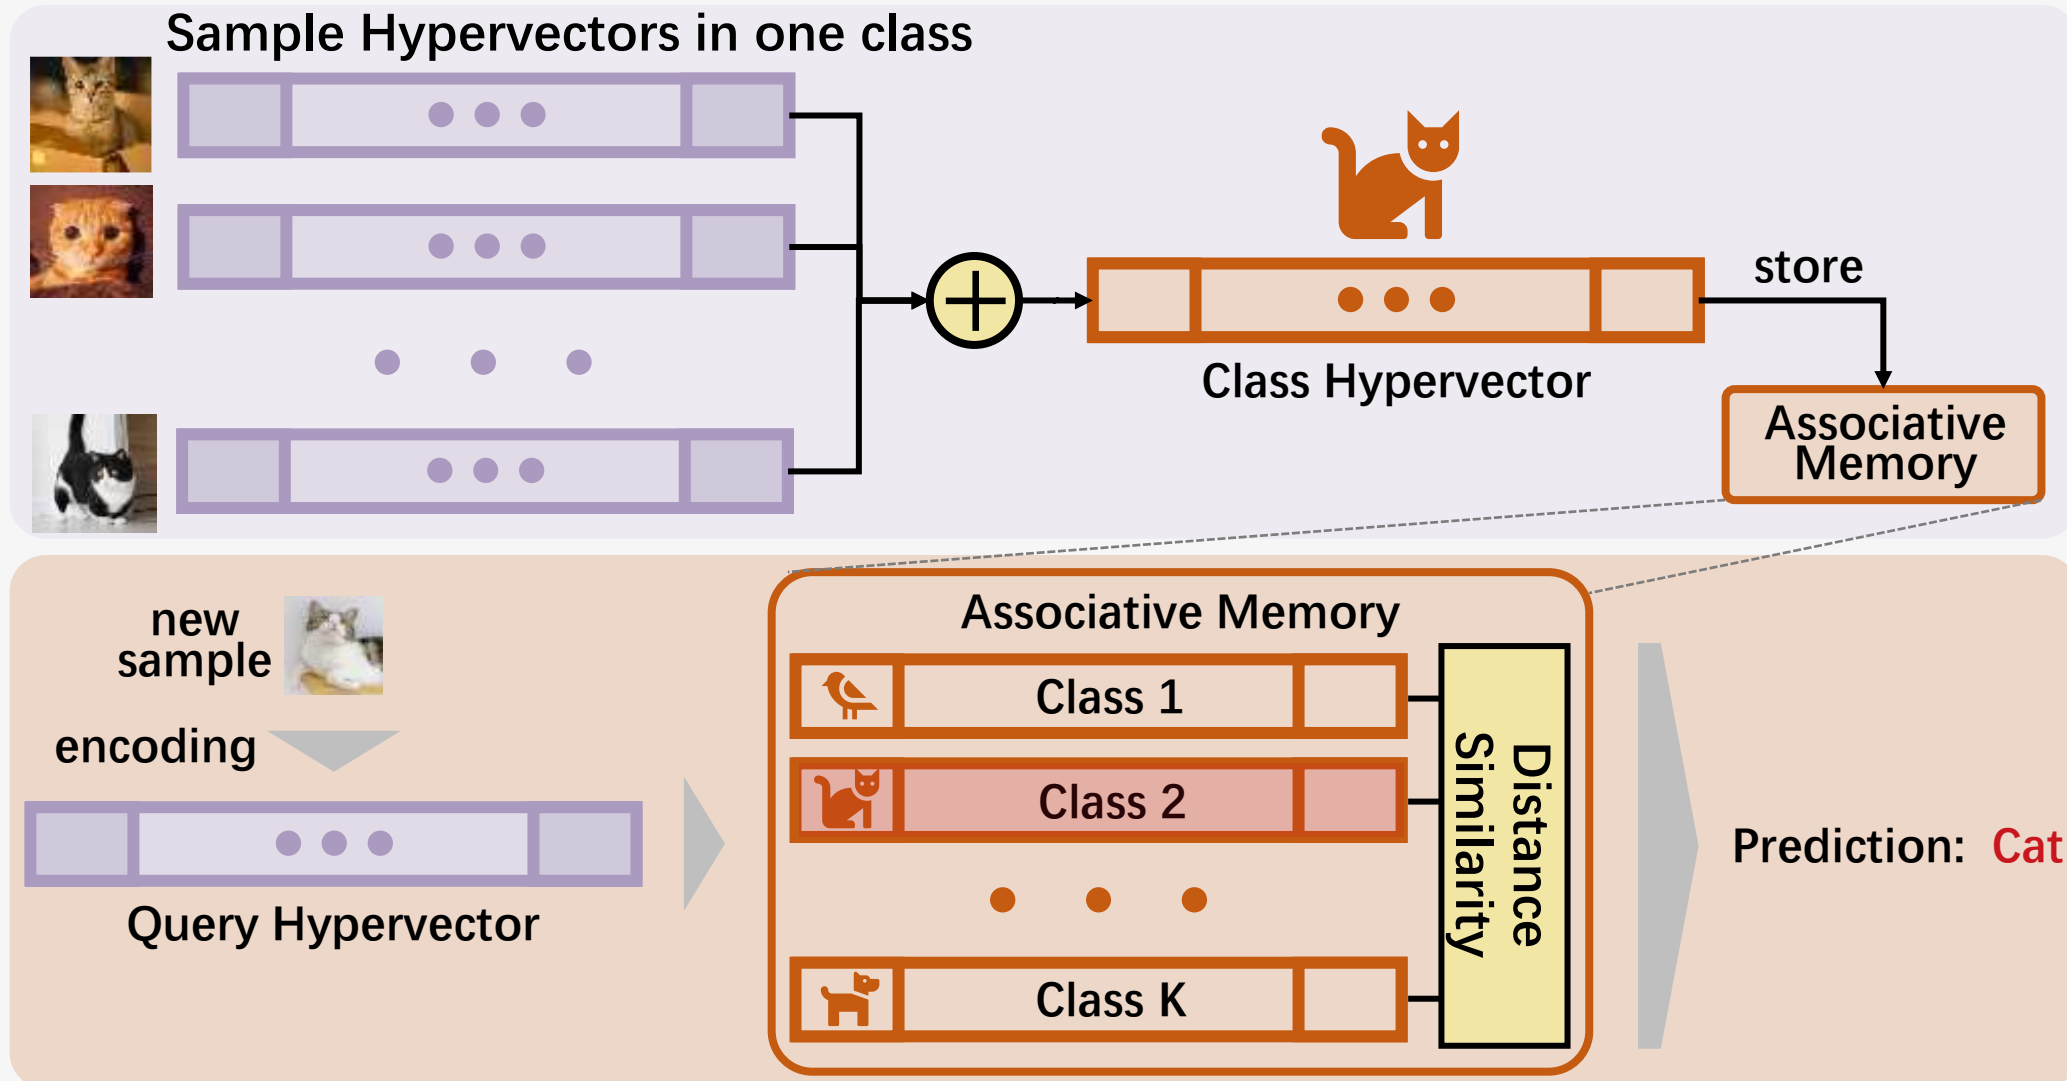 Sample Hypervectors in one class
store
Class Hypervector
Associative
Memory
new
sample
encoding
Query Hypervector
Associative Memory
Class 1
Class 2
Class K
Distance
Similarity
Prediction: Cat